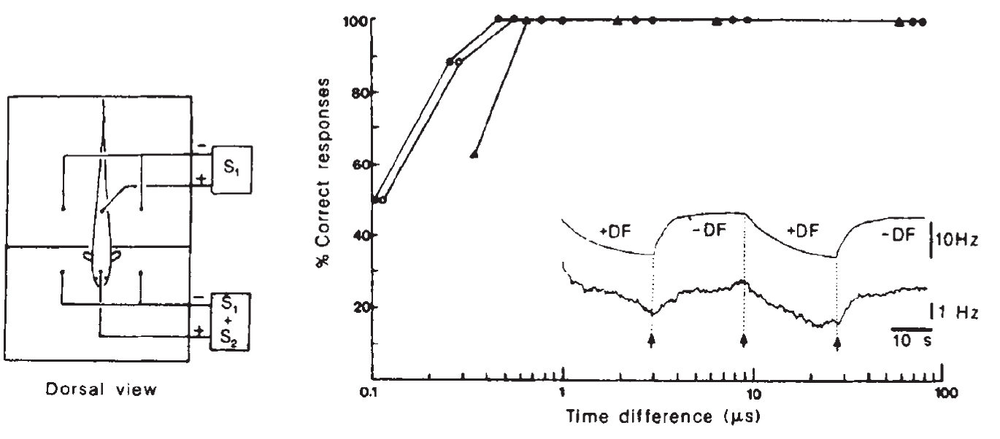 −
S₁
+
−
S₁
+
S₂
+
Dorsal view
% Correct responses
100
80
60
40
20
0.1
1
10
100
Time difference (μs)
+DF
−DF
+DF
−DF
10Hz
1 Hz
10 s